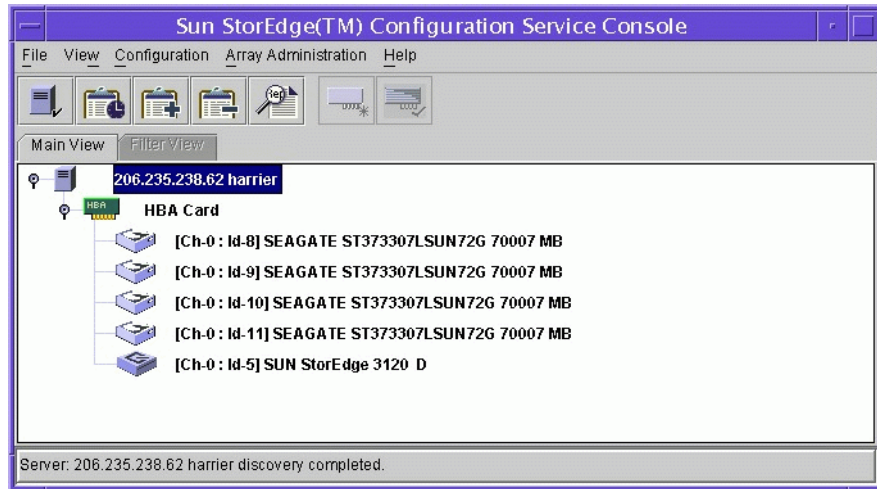 Sun StorEdge(TM) Configuration Service Console
File View Configuration Array Administration Help
Rep
Main View Filter View
206.235.238.62 harrier
HBA HBA Card
[Ch-0 : Id-8] SEAGATE ST373307LSUN72G 70007 MB
[Ch-0 : Id-9] SEAGATE ST373307LSUN72G 70007 MB
[Ch-0 : Id-10] SEAGATE ST373307LSUN72G 70007 MB
[Ch-0 : Id-11] SEAGATE ST373307LSUN72G 70007 MB
[Ch-0 : Id-5] SUN StorEdge 3120 D
Server: 206.235.238.62 harrier discovery completed.